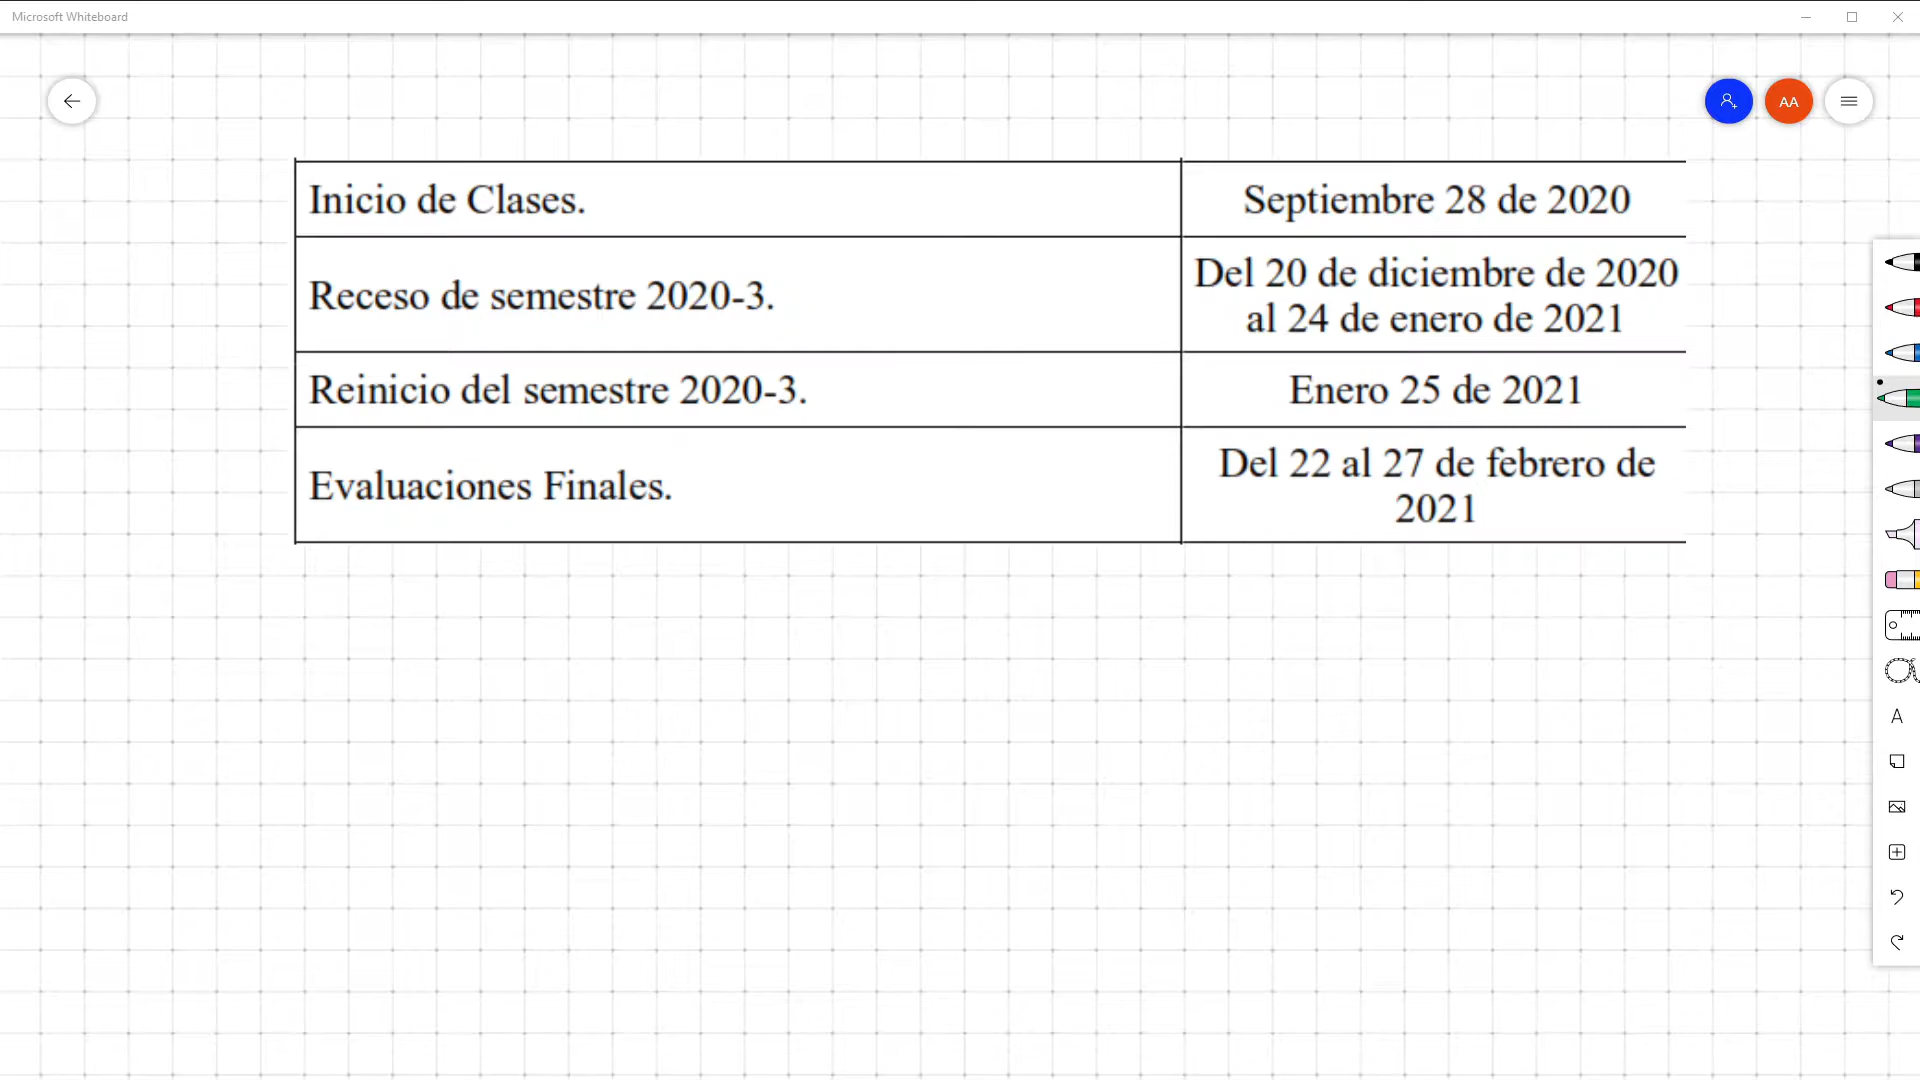 Microsoft Whiteboard
AA
Inicio de Clases.
Septiembre 28 de 2020
Receso de semestre 2020-3.
Del 20 de diciembre de 2020
al 24 de enero de 2021
Reinicio del semestre 2020-3.
Enero 25 de 2021
Evaluaciones Finales.
Del 22 al 27 de febrero de
2021
A